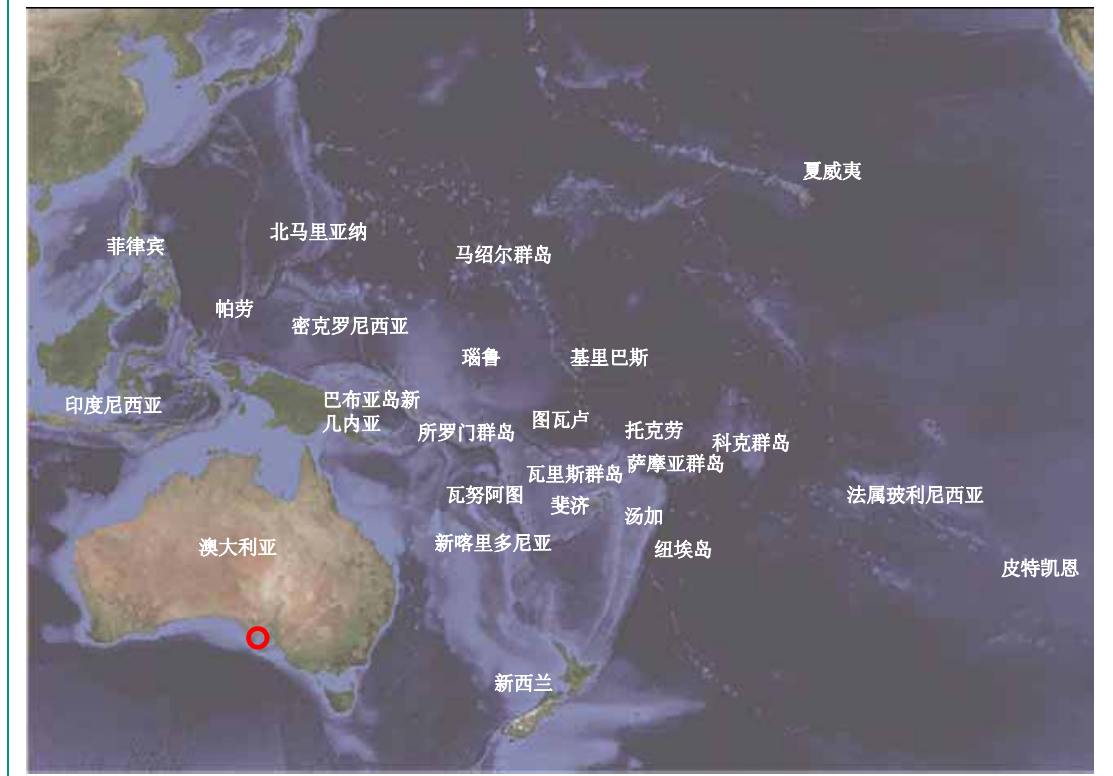 夏威夷
北马里亚纳
菲律宾
马绍尔群岛
帕劳
密克罗尼西亚
瑙鲁
基里巴斯
印度尼西亚
巴布亚岛新
几内亚
所罗门群岛
图瓦卢
托克劳
科克群岛
瓦里斯群岛
萨摩亚群岛
瓦努阿图
斐济
法属玻利尼西亚
汤加
新喀里多尼亚
纽埃岛
澳大利亚
皮特凯恩
新西兰